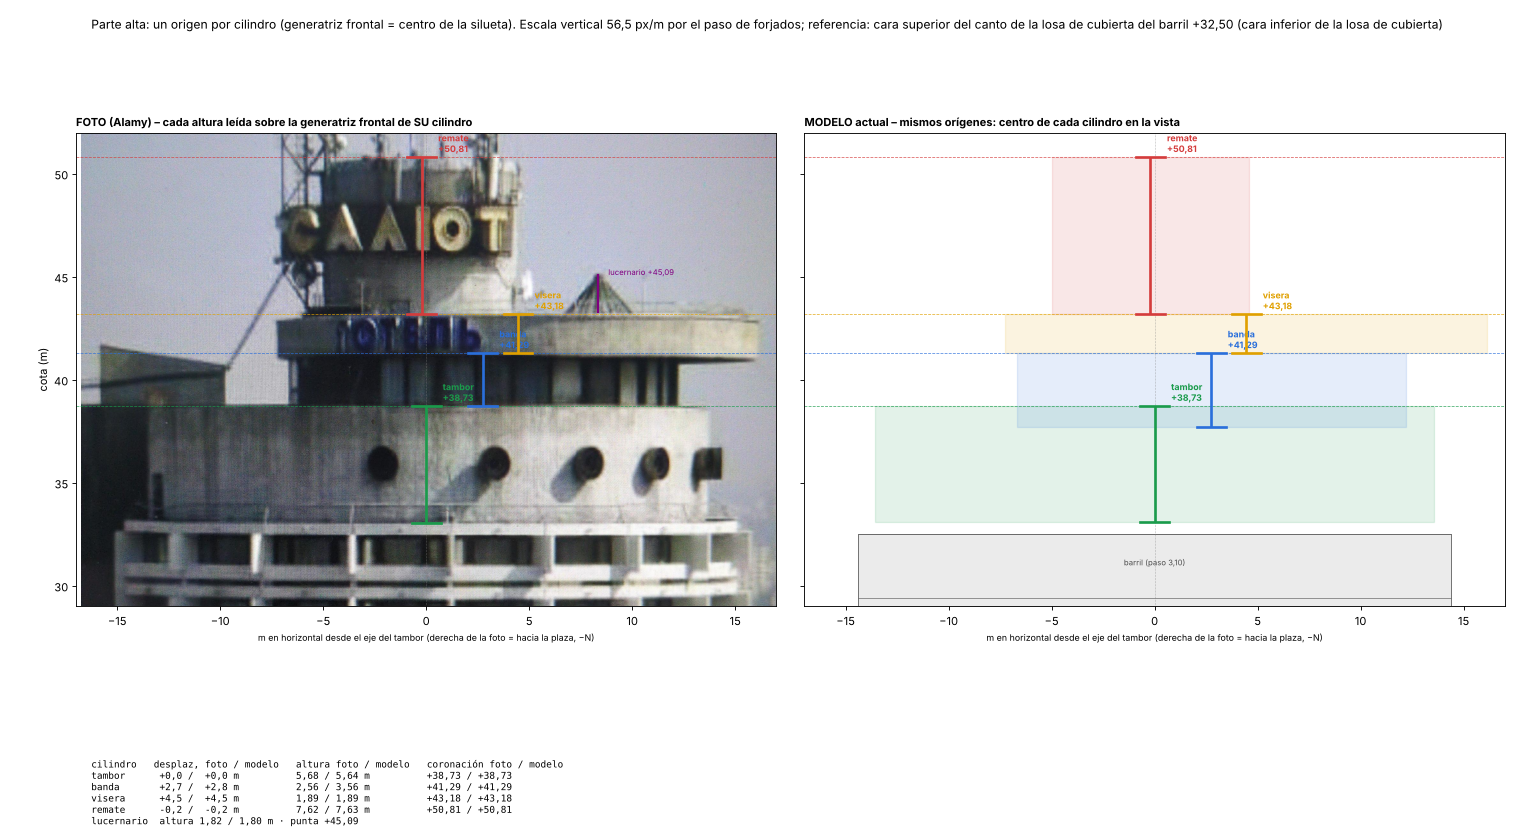 Parte alta: un origen por cilindro (generatriz frontal = centro de la silueta). Escala vertical 56,5 px/m por el paso de forjados; referencia: cara superior del canto de la losa de cubierta del barril +32,50 (cara inferior de la losa de cubierta)
FOTO (Alamy) – cada altura leída sobre la generatriz frontal de SU cilindro
remate
+50,81
50
45
40
35
30
cota (m)
САЛЮТ
lucernario +45,09
visera
+43,18
ГОТЕЛЬ
tambor
+38,73
−15
−10
−5
0
5
10
15
m en horizontal desde el eje del tambor (derecha de la foto = hacia la plaza, −N)
MODELO actual – mismos orígenes: centro de cada cilindro en la vista
remate
+50,81
visera
+43,18
banda
+41,29
tambor
+38,73
barril (paso 3,10)
−15
−10
−5
0
5
10
15
m en horizontal desde el eje del tambor (derecha de la foto = hacia la plaza, −N)
cilindro desplaz, foto / modelo altura foto / modelo coronación foto / modelo
tambor +0,0 / +0,0 m 5,68 / 5,64 m +38,73 / +38,73
banda +2,7 / +2,8 m 2,56 / 3,56 m +41,29 / +41,29
visera +4,5 / +4,5 m 1,89 / 1,89 m +43,18 / +43,18
remate -0,2 / -0,2 m 7,62 / 7,63 m +50,81 / +50,81
lucernario altura 1,82 / 1,80 m · punta +45,09